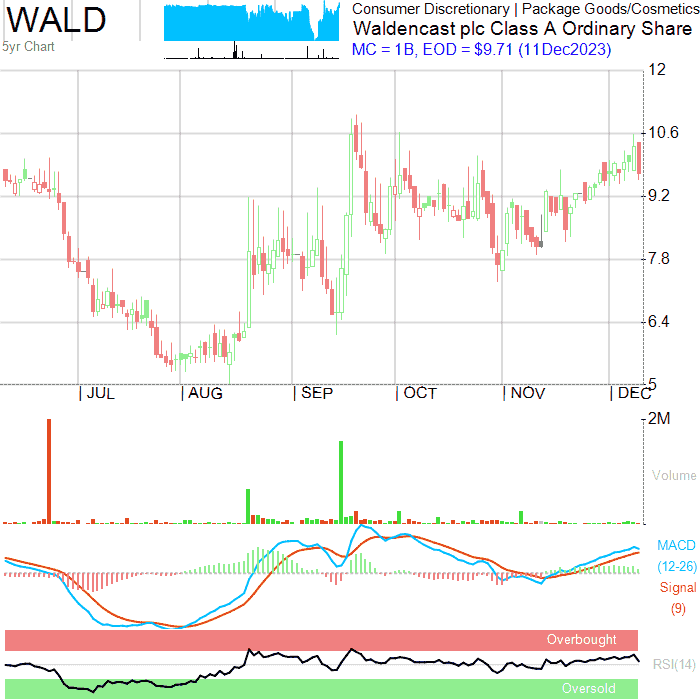 WALD
5yr Chart
Consumer Discretionary | Package Goods/Cosmetics
Waldencast plc Class A Ordinary Share
MC = 1B, EOD = $9.71 (11Dec2023)
12
10.6
9.2
7.8
6.4
5
| JUL | AUG | SEP | OCT | NOV | DEC
2M
Volume
MACD
(12-26)
Signal
(9)
Overbought
RSI(14)
Oversold